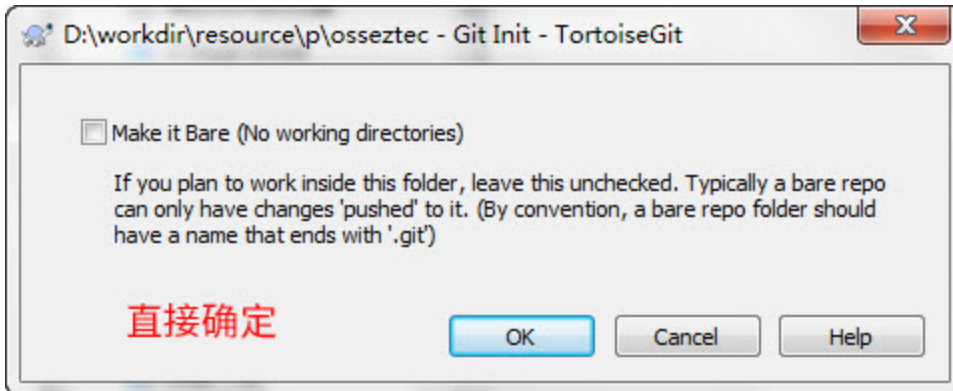 D:\workdir\resource\p\osseztec - Git Init - TortoiseGit
Make it Bare (No working directories)
If you plan to work inside this folder, leave this unchecked. Typically a bare repo
can only have changes 'pushed' to it. (By convention, a bare repo folder should
have a name that ends with '.git')
直接确定
OK Cancel Help